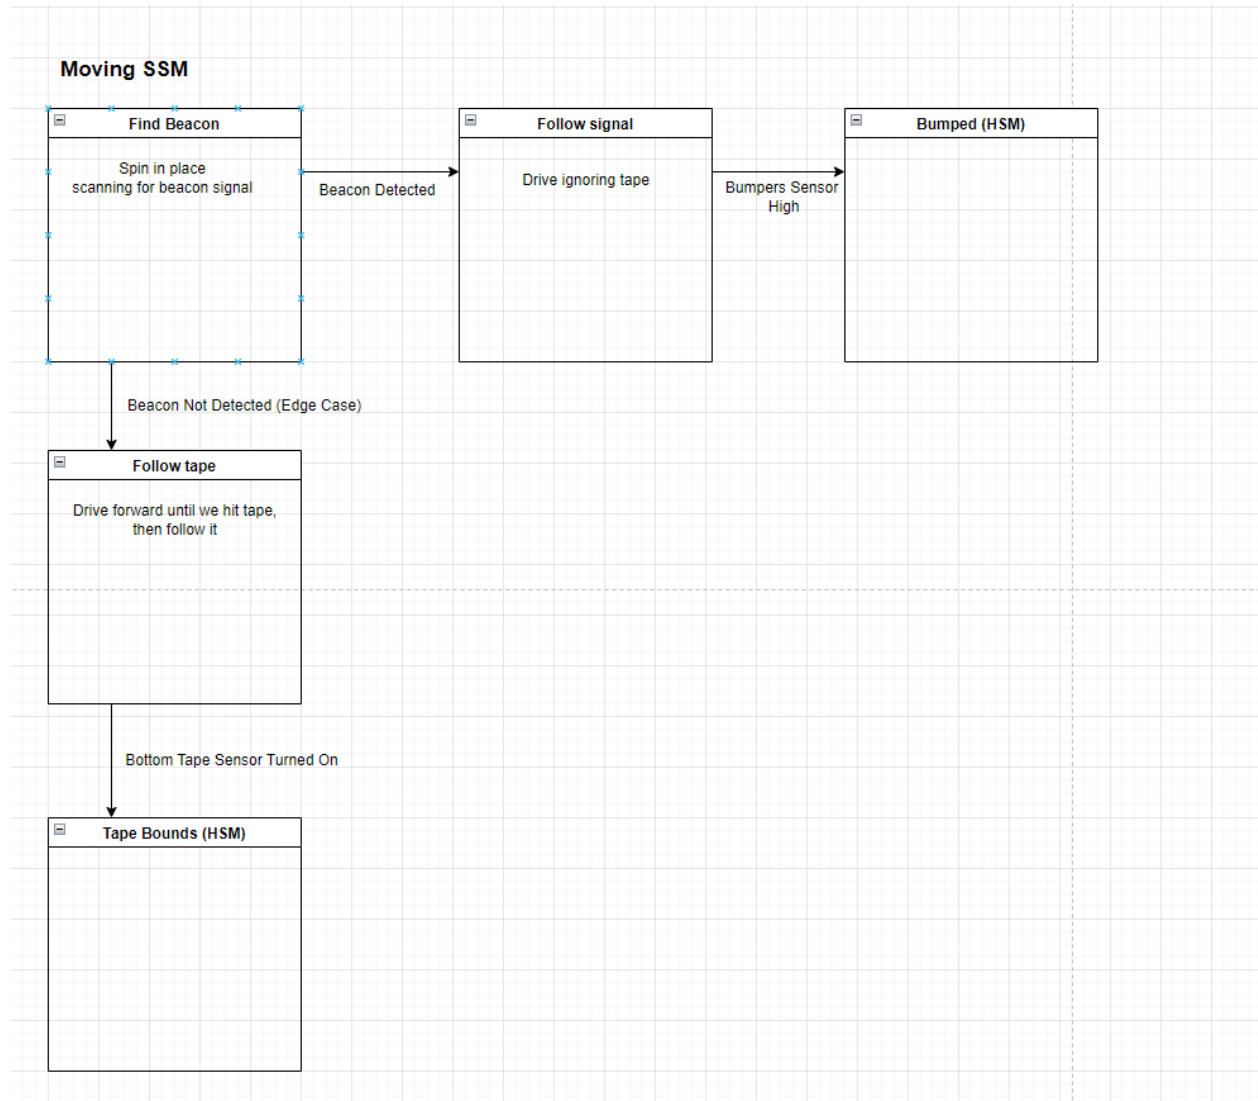 Moving SSM
Find Beacon
Spin in place
scanning for beacon signal
Beacon Detected
Follow signal
Drive ignoring tape
Bumpers Sensor
High
Bumped (HSM)
Beacon Not Detected (Edge Case)
Follow tape
Drive forward until we hit tape,
then follow it
Bottom Tape Sensor Turned On
Tape Bounds (HSM)